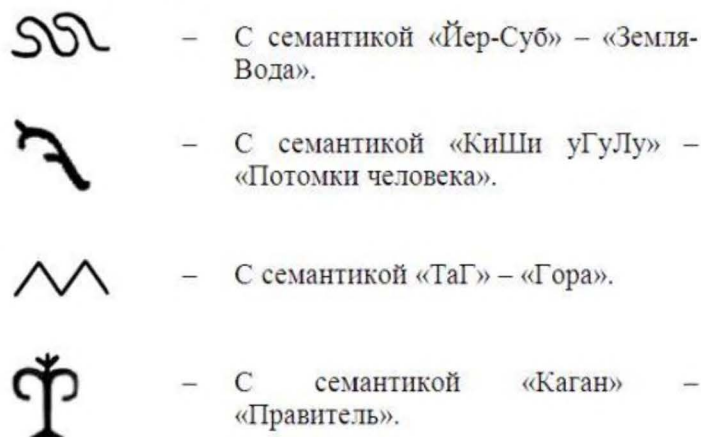 – С семантикой «Йер-Суб» – «Земля-
Вода».
– С семантикой «КиШи уГуЛу» –
«Потомки человека».
– С семантикой «ТаГ» – «Гора».
– С семантикой «Каган» –
«Правитель».